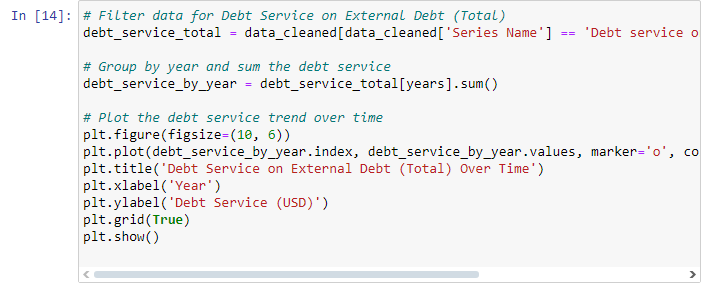 In [14]: # Filter data for Debt Service on External Debt (Total)
debt_service_total = data_cleaned[data_cleaned['Series Name'] == 'Debt service o
# Group by year and sum the debt service
debt_service_by_year = debt_service_total[years].sum()
# Plot the debt service trend over time
plt.figure(figsize=(10, 6))
plt.plot(debt_service_by_year.index, debt_service_by_year.values, marker='o', co
plt.title('Debt Service on External Debt (Total) Over Time')
plt.xlabel('Year')
plt.ylabel('Debt Service (USD)')
plt.grid(True)
plt.show()